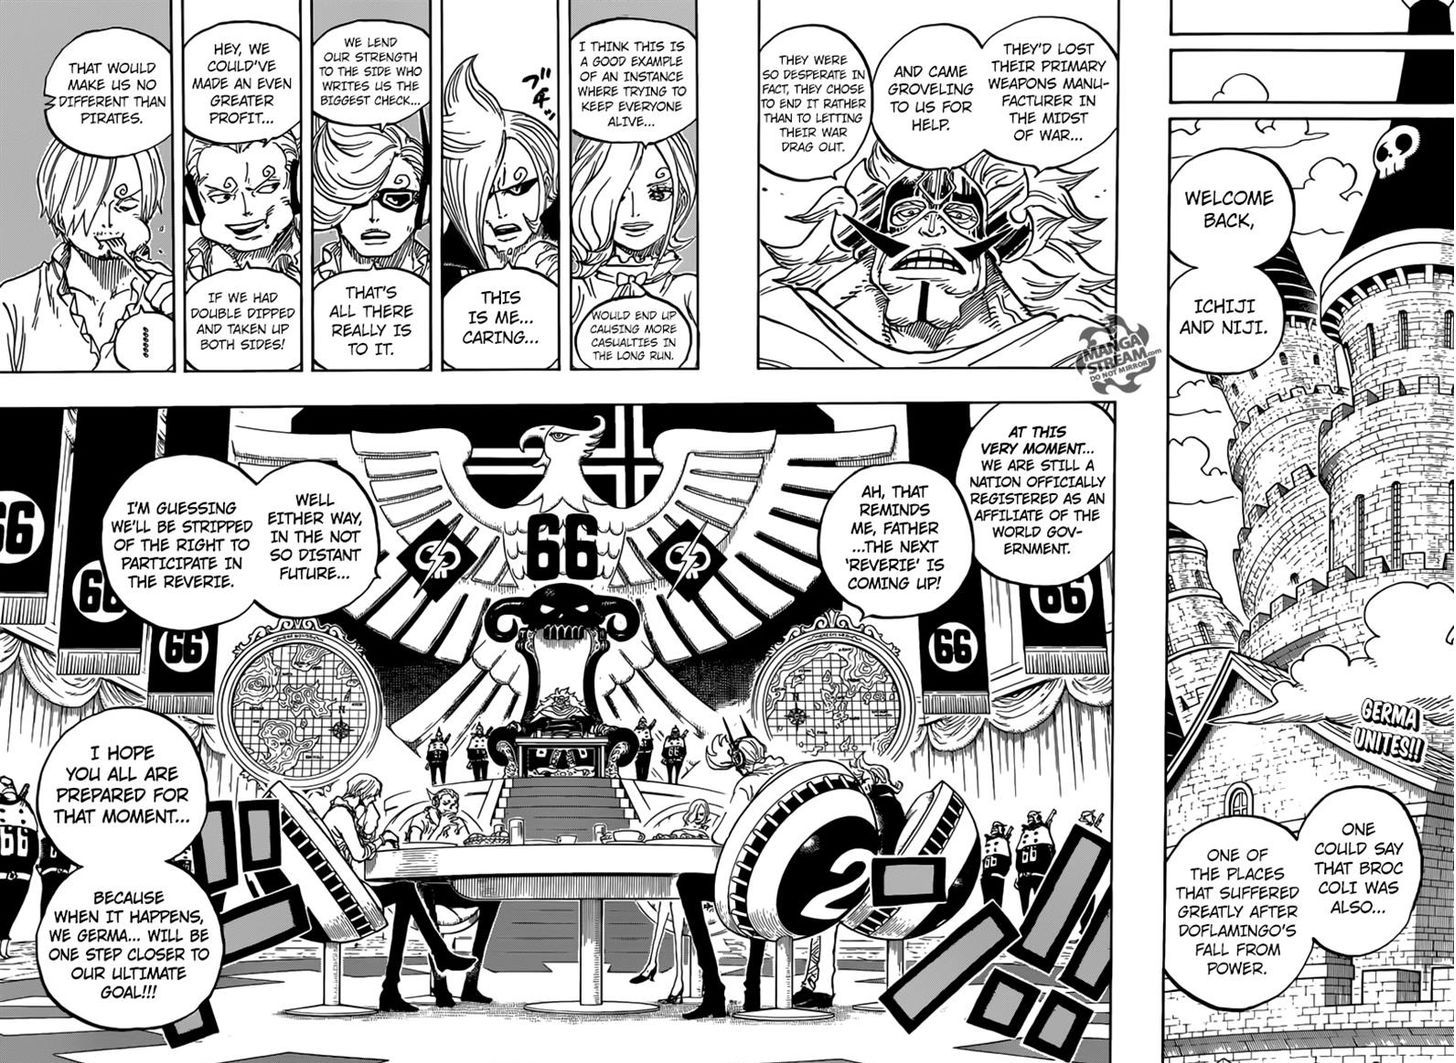 WELCOME
BACK,
ICHIJI
AND NIJI.
GERMA
UNITES!!
ONE
COULD SAY
THAT BROC
COLI WAS
ALSO...
ONE OF
THE PLACES
THAT SUFFERED
GREATLY AFTER
DOFLAMINGO'S
FALL FROM
POWER.
THEY'D LOST
THEIR PRIMARY
WEAPONS MANU-
FACTURER IN
THE MIDST
OF WAR...
AND CAME
GROVELING
TO US FOR
HELP.
THEY WERE
SO DESPERATE IN
FACT, THEY CHOSE
TO END IT RATHER
THAN TO LETTING
THEIR WAR
DRAG OUT.
MANGA
STREAM.com
DO NOT MIRROR
I THINK THIS IS
A GOOD EXAMPLE
OF AN INSTANCE
WHERE TRYING TO
KEEP EVERYONE
ALIVE...
WOULD END UP
CAUSING MORE
CASUALTIES IN
THE LONG RUN.
ブチッ
THIS
IS ME...
CARING...
WE LEND
OUR STRENGTH
TO THE SIDE WHO
WRITES US THE
BIGGEST CHECK...
THAT'S
ALL THERE
REALLY IS
TO IT.
HEY, WE
COULD'VE
MADE AN EVEN
GREATER
PROFIT...
IF WE HAD
DOUBLE DIPPED
AND TAKEN UP
BOTH SIDES!
THAT WOULD
MAKE US NO
DIFFERENT THAN
PIRATES.
AT THIS
VERY MOMENT...
WE ARE STILL A
NATION OFFICIALLY
REGISTERED AS AN
AFFILIATE OF THE
WORLD GOV-
ERNMENT.
AH, THAT
REMINDS
ME, FATHER
...THE NEXT
'REVERIE' IS
COMING UP!
WELL
EITHER WAY,
IN THE NOT
SO DISTANT
FUTURE...
I'M GUESSING
WE'LL BE STRIPPED
OF THE RIGHT TO
PARTICIPATE IN
THE REVERIE.
66
66
66
66
66
66
2
66
I HOPE
YOU ALL ARE
PREPARED FOR
THAT MOMENT...
BECAUSE
WHEN IT HAPPENS,
WE GERMA... WILL BE
ONE STEP CLOSER TO
OUR ULTIMATE
GOAL!!!